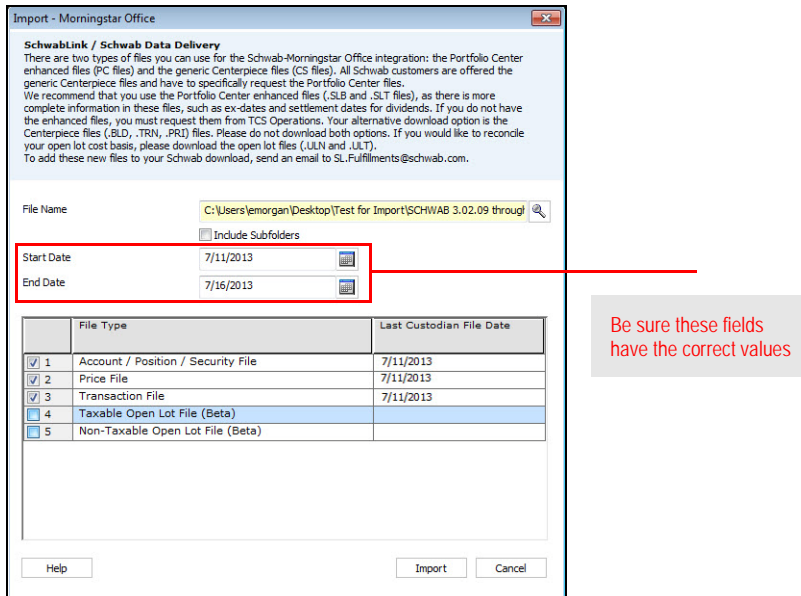 Import - Morningstar Office
SchwabLink / Schwab Data Delivery
There are two types of files you can use for the Schwab-Morningstar Office integration: the Portfolio Center
enhanced files (PC files) and the generic Centerpiece files (CS files). All Schwab customers are offered the
generic Centerpiece files and have to specifically request the Portfolio Center files.
We recommend that you use the Portfolio Center enhanced files (.SLB and .SLT files), as there is more
complete information in these files, such as ex-dates and settlement dates for dividends. If you do not have
the enhanced files, you must request them from TCS Operations. Your alternative download option is the
Centerpiece files (.BLD, .TRN, .PRI) files. Please do not download both options. If you would like to reconcile
your open lot cost basis, please download the open lot files (.ULN and .ULT).
To add these new files to your Schwab download, send an email to SL.Fulfillments@schwab.com.
File Name C:\Users\emorgan\Desktop\Test for Import\SCHWAB 3.02.09 through
Include Subfolders
Start Date 7/11/2013
End Date 7/16/2013
Be sure these fields
have the correct values
File Type Last Custodian File Date
1 Account / Position / Security File 7/11/2013
2 Price File 7/11/2013
3 Transaction File 7/11/2013
4 Taxable Open Lot File (Beta)
5 Non-Taxable Open Lot File (Beta)
Help Import Cancel